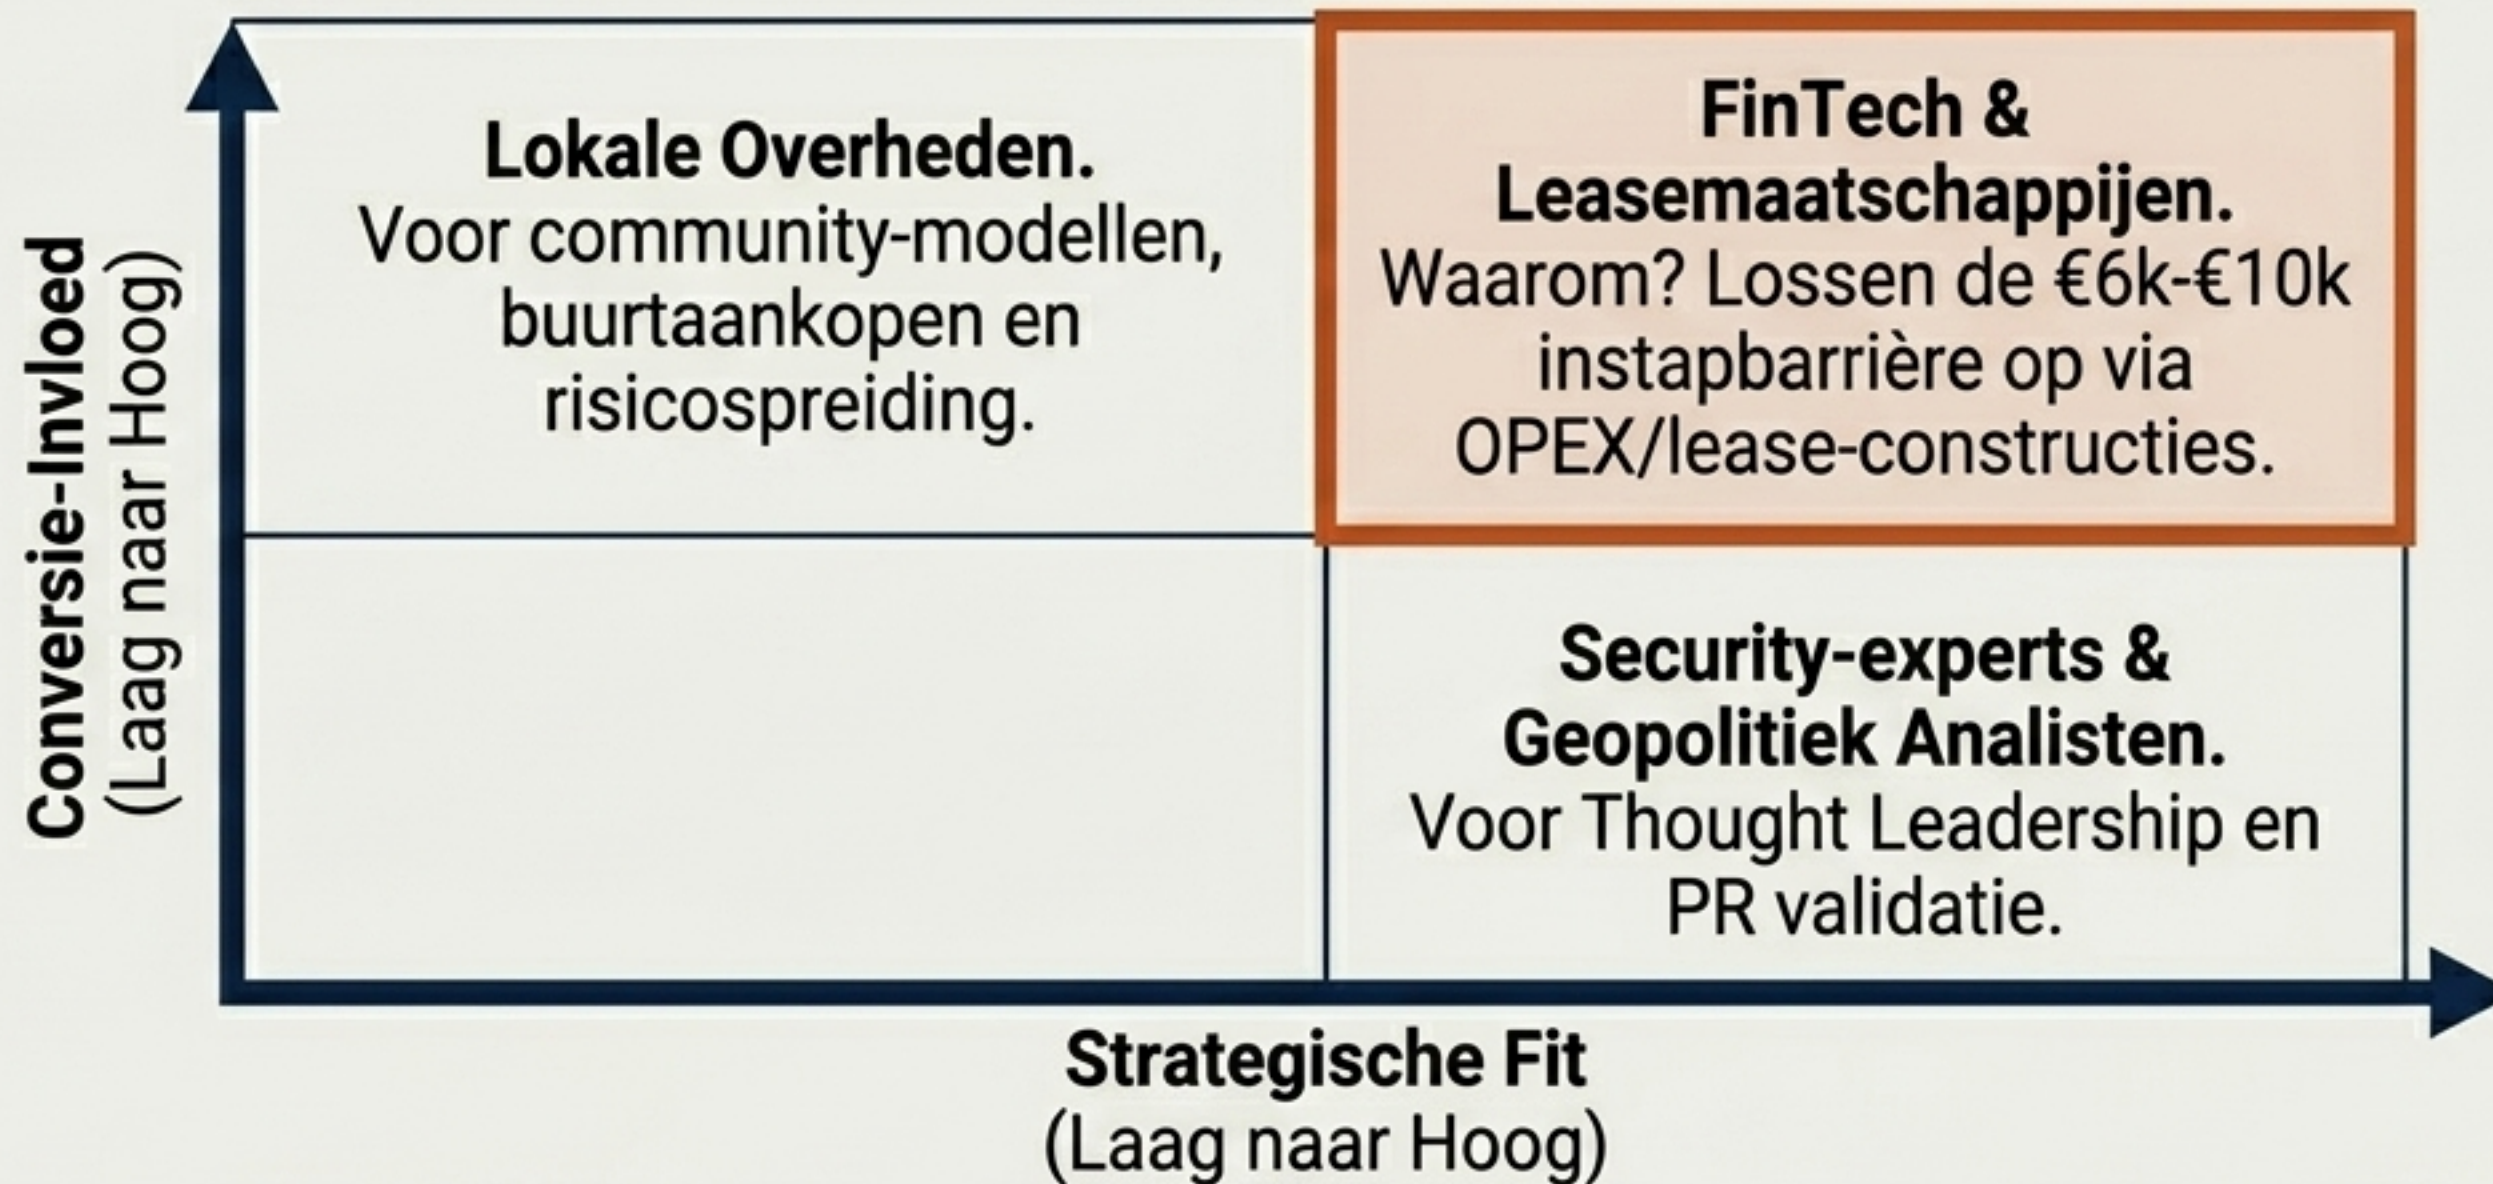 Conversie-Invloed
(Laag naar Hoog)
Lokale Overheden.
Voor community-modellen,
buurtaankopen en
risicospreiding.
FinTech &
Leasemaatschappijen.
Waarom? Lossen de €6k-€10k
instapbarrière op via
OPEX/lease-constructies.
Security-experts &
Geopolitiek Analisten.
Voor Thought Leadership en
PR validatie.
Strategische Fit
(Laag naar Hoog)